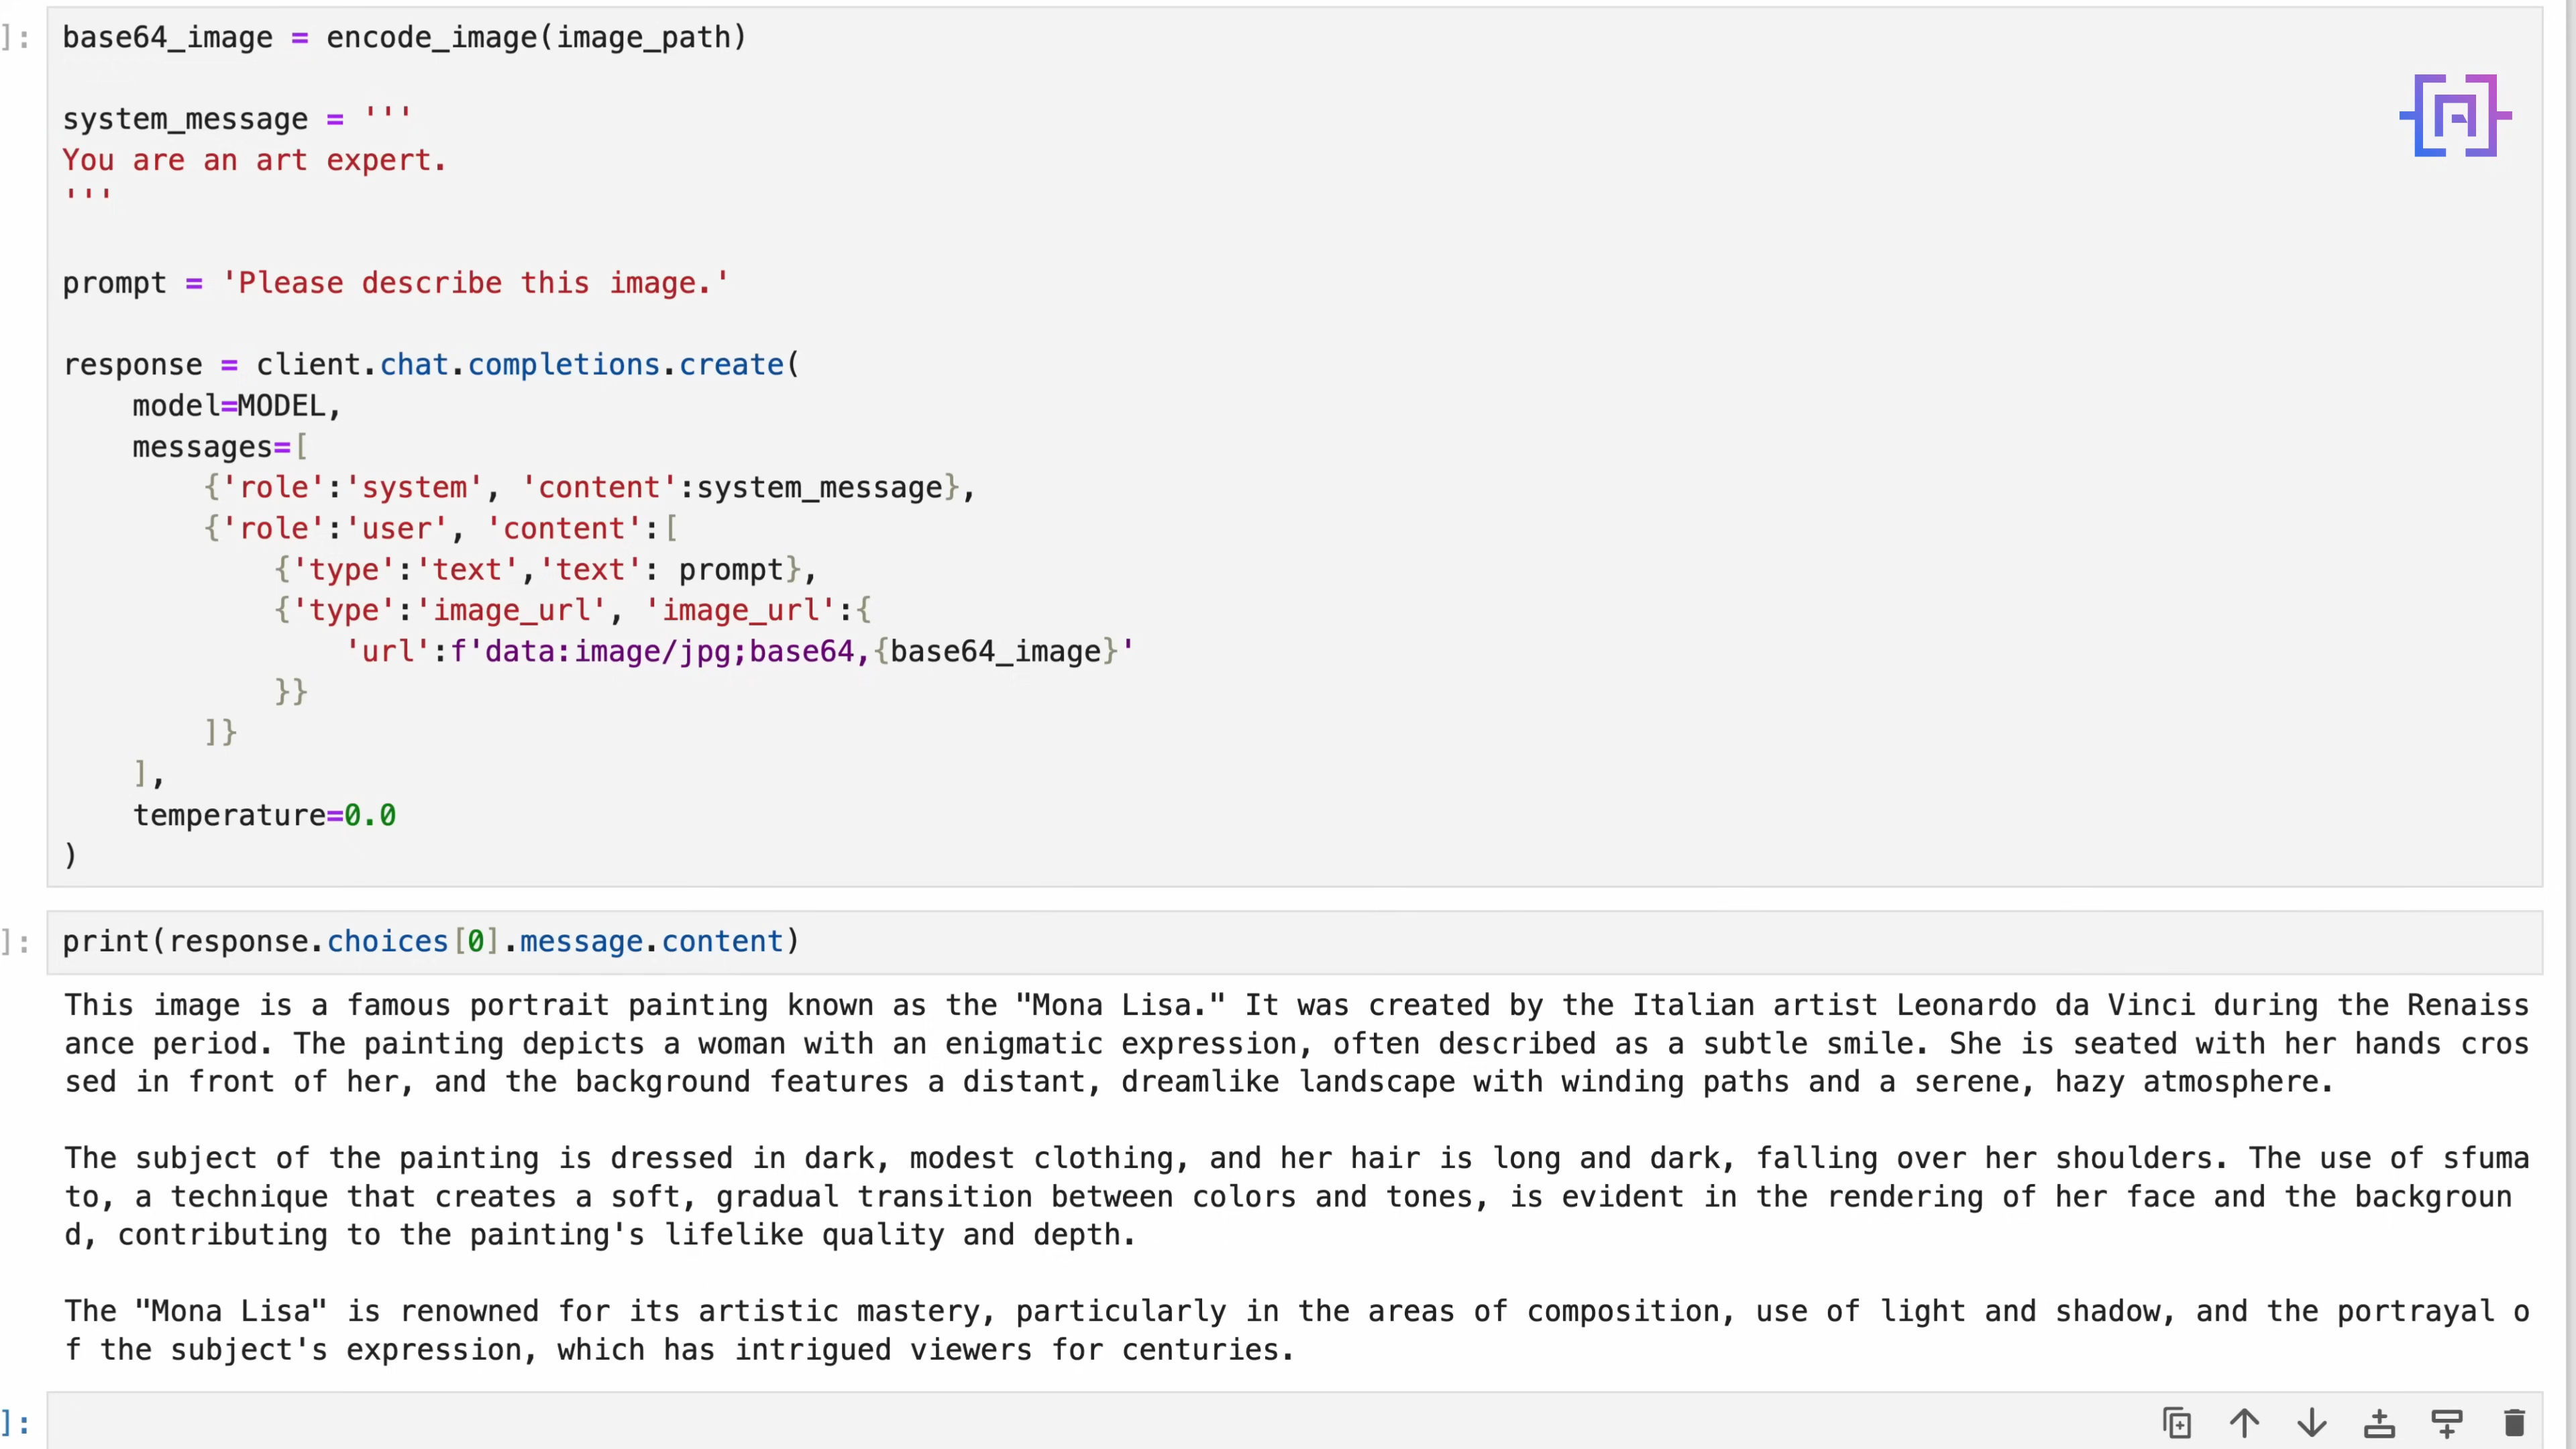 ]:
base64_image = encode_image(image_path)
system_message = '''
You are an art expert.
'''
prompt = 'Please describe this image.'
response = client.chat.completions.create(
    model=MODEL,
    messages=[
        {'role':'system', 'content':system_message},
        {'role':'user', 'content':[
            {'type':'text','text': prompt},
            {'type':'image_url', 'image_url':{
                'url':f'data:image/jpg;base64,{base64_image}'
            }}
        ]}
    ],
    temperature=0.0
)
]:
print(response.choices[0].message.content)
This image is a famous portrait painting known as the "Mona Lisa." It was created by the Italian artist Leonardo da Vinci during the Renaiss
ance period. The painting depicts a woman with an enigmatic expression, often described as a subtle smile. She is seated with her hands cros
sed in front of her, and the background features a distant, dreamlike landscape with winding paths and a serene, hazy atmosphere.
The subject of the painting is dressed in dark, modest clothing, and her hair is long and dark, falling over her shoulders. The use of sfuma
to, a technique that creates a soft, gradual transition between colors and tones, is evident in the rendering of her face and the backgroun
d, contributing to the painting's lifelike quality and depth.
The "Mona Lisa" is renowned for its artistic mastery, particularly in the areas of composition, use of light and shadow, and the portrayal o
f the subject's expression, which has intrigued viewers for centuries.
]: